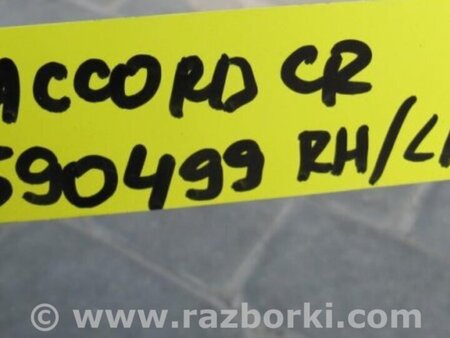 ACCORD CR
590499 RH/L
© www.razborki.com